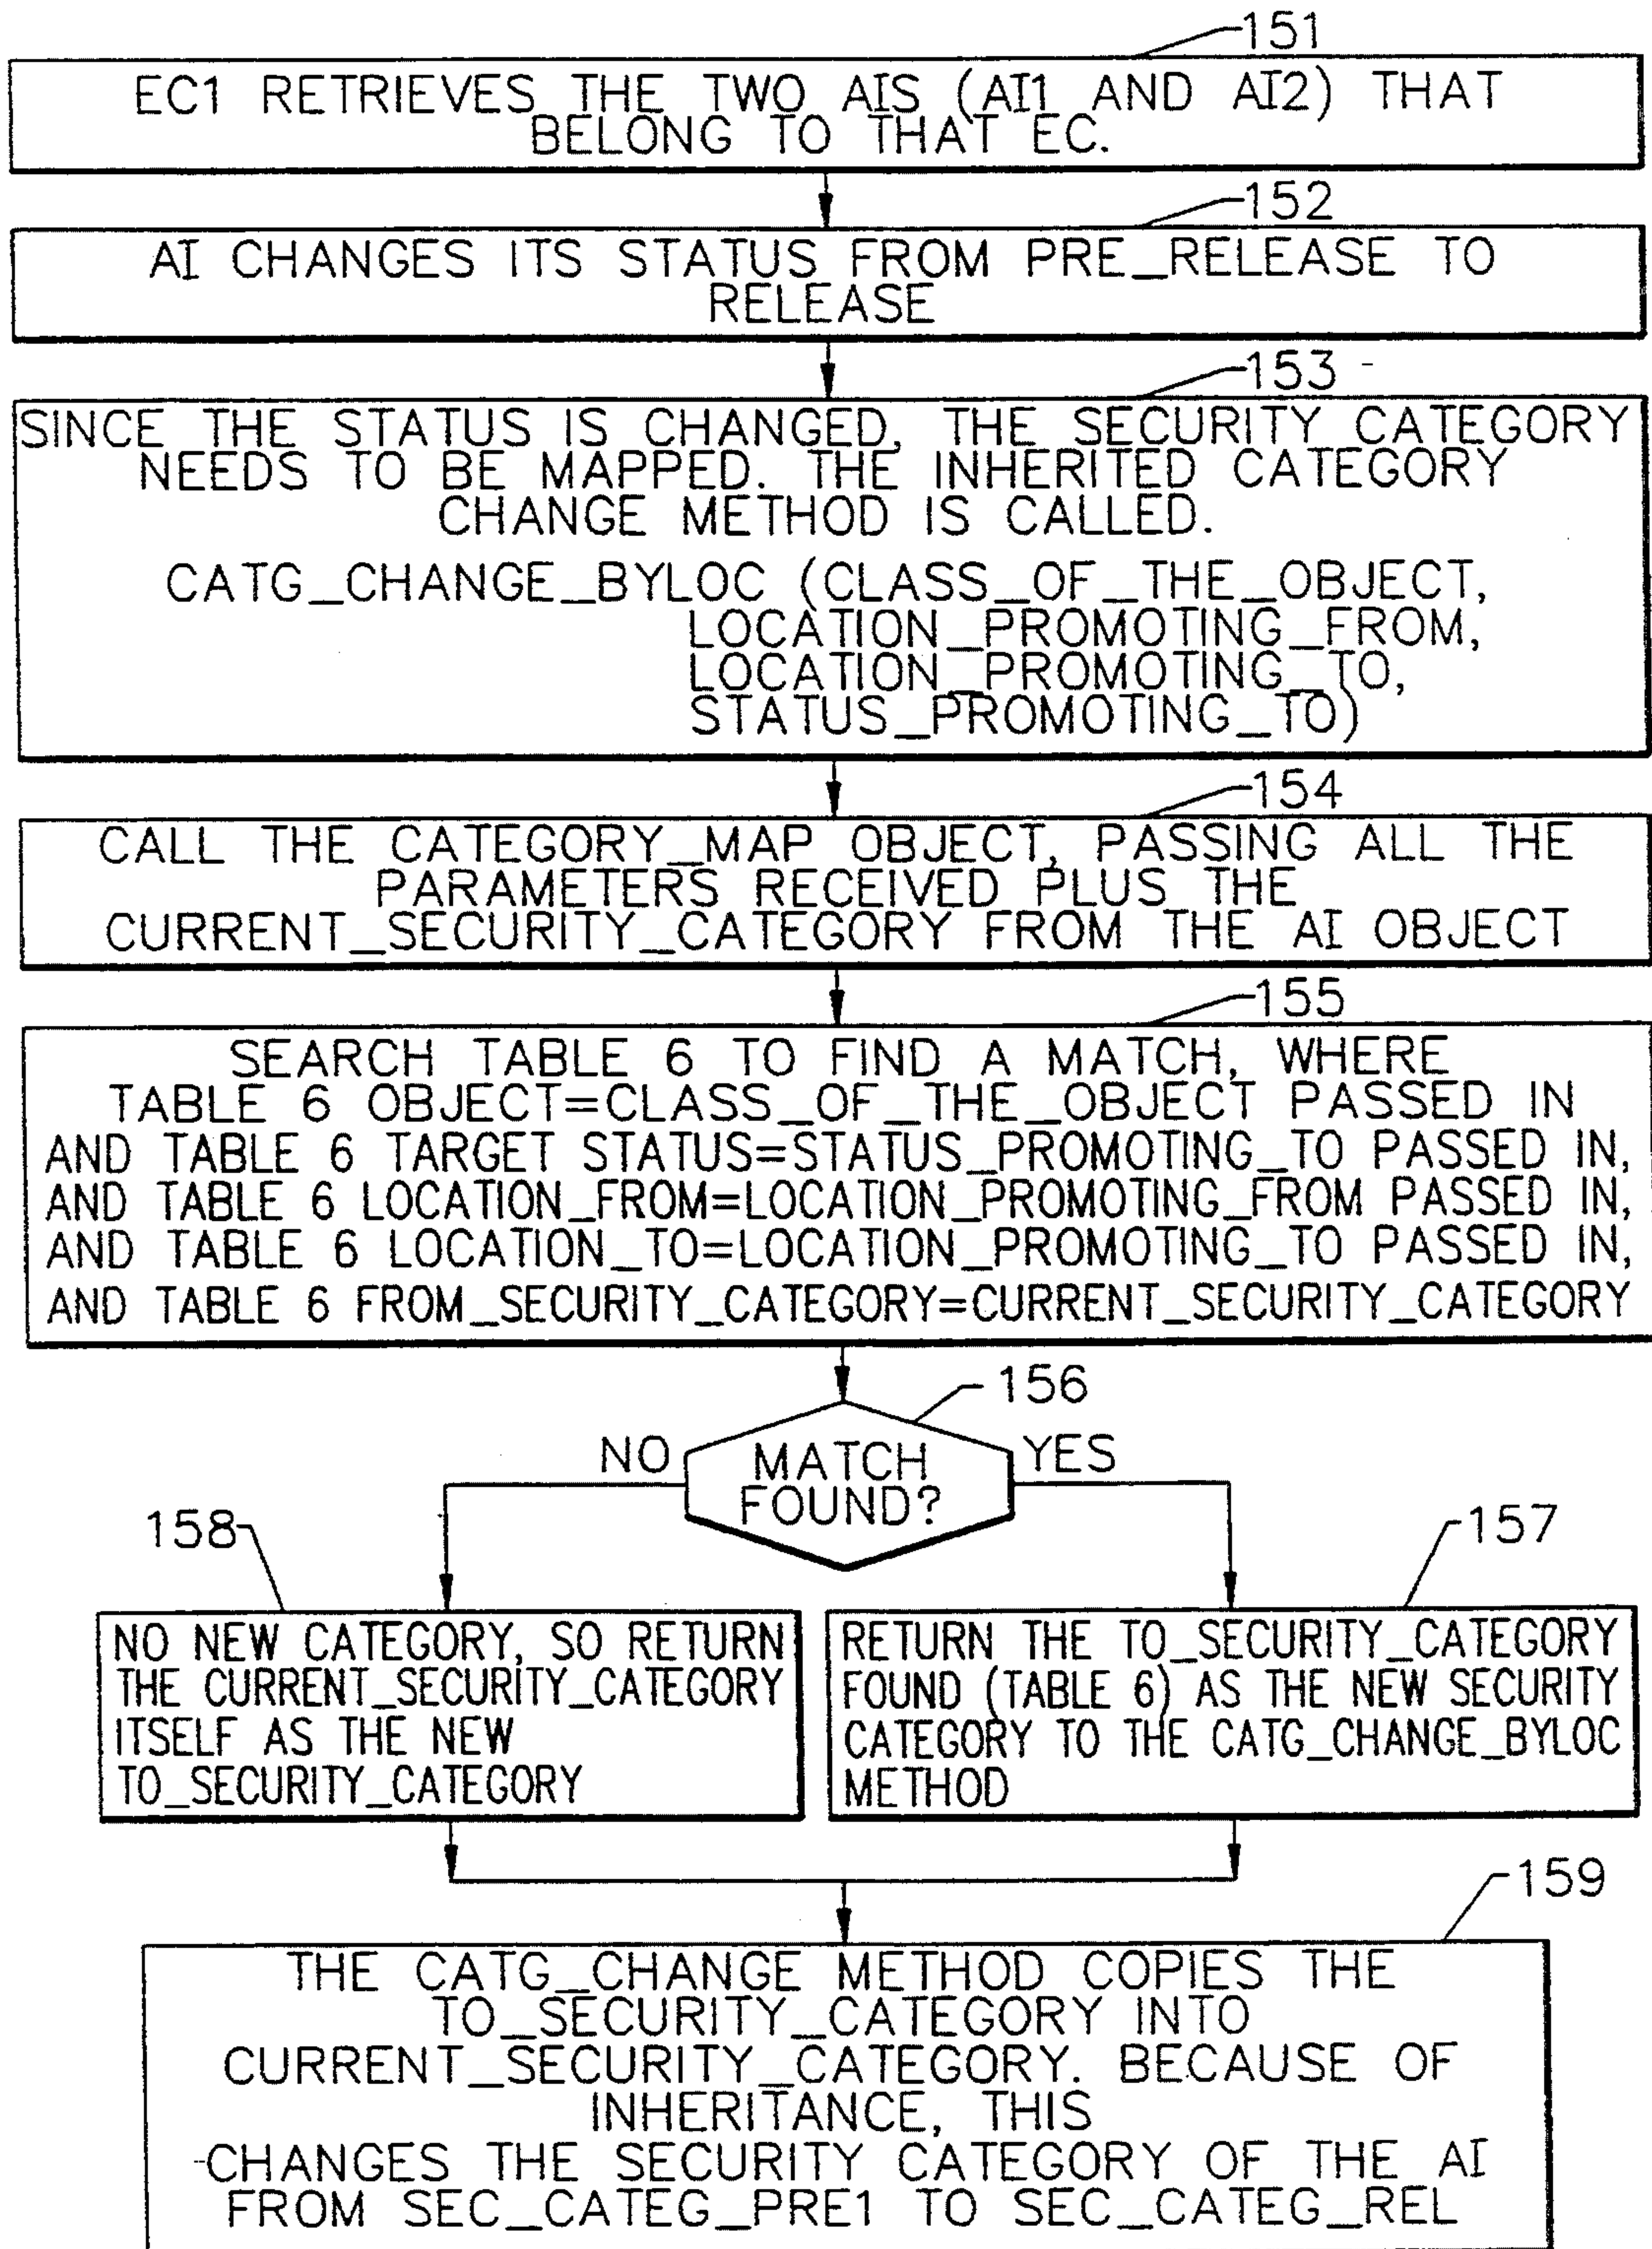 151
EC1 RETRIEVES THE TWO AIS (AI1 AND AI2) THAT
BELONG TO THAT EC.
152
AI CHANGES ITS STATUS FROM PRE_RELEASE TO
RELEASE
153
SINCE THE STATUS IS CHANGED, THE SECURITY CATEGORY
NEEDS TO BE MAPPED. THE INHERITED CATEGORY
CHANGE METHOD IS CALLED.
CATG_CHANGE_BYLOC (CLASS_OF_THE_OBJECT,
LOCATION_PROMOTING_FROM,
LOCATION_PROMOTING_TO,
STATUS_PROMOTING_TO)
154
CALL THE CATEGORY_MAP OBJECT, PASSING ALL THE
PARAMETERS RECEIVED PLUS THE
CURRENT_SECURITY_CATEGORY FROM THE AI OBJECT
155
SEARCH TABLE 6 TO FIND A MATCH, WHERE
TABLE 6 OBJECT=CLASS_OF_THE_OBJECT PASSED IN
AND TABLE 6 TARGET STATUS=STATUS_PROMOTING_TO PASSED IN,
AND TABLE 6 LOCATION_FROM=LOCATION_PROMOTING_FROM PASSED IN,
AND TABLE 6 LOCATION_TO=LOCATION_PROMOTING_TO PASSED IN,
AND TABLE 6 FROM_SECURITY_CATEGORY=CURRENT_SECURITY_CATEGORY
156
NO
MATCH
FOUND?
YES
158
NO NEW CATEGORY, SO RETURN
THE CURRENT_SECURITY_CATEGORY
ITSELF AS THE NEW
TO_SECURITY_CATEGORY
157
RETURN THE TO_SECURITY_CATEGORY
FOUND (TABLE 6) AS THE NEW SECURITY
CATEGORY TO THE CATG_CHANGE_BYLOC
METHOD
159
THE CATG_CHANGE METHOD COPIES THE
TO_SECURITY_CATEGORY INTO
CURRENT_SECURITY_CATEGORY. BECAUSE OF
INHERITANCE, THIS
CHANGES THE SECURITY CATEGORY OF THE AI
FROM SEC_CATEG_PRE1 TO SEC_CATEG_REL